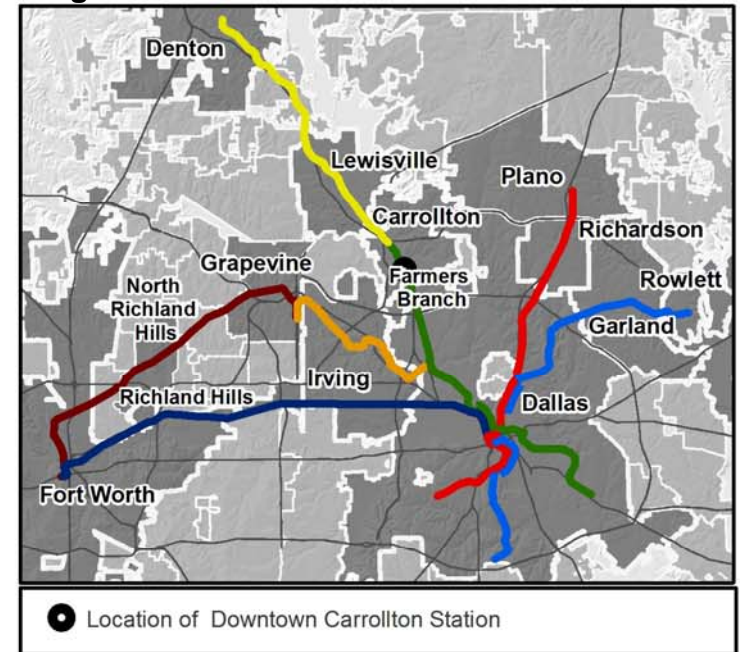 Denton
Lewisville
Plano
Carrollton
Richardson
Grapevine
Farmers
Branch
Rowlett
North
Richland
Hills
Garland
Irving
Richland Hills
Dallas
Fort Worth
Location of Downtown Carrollton Station